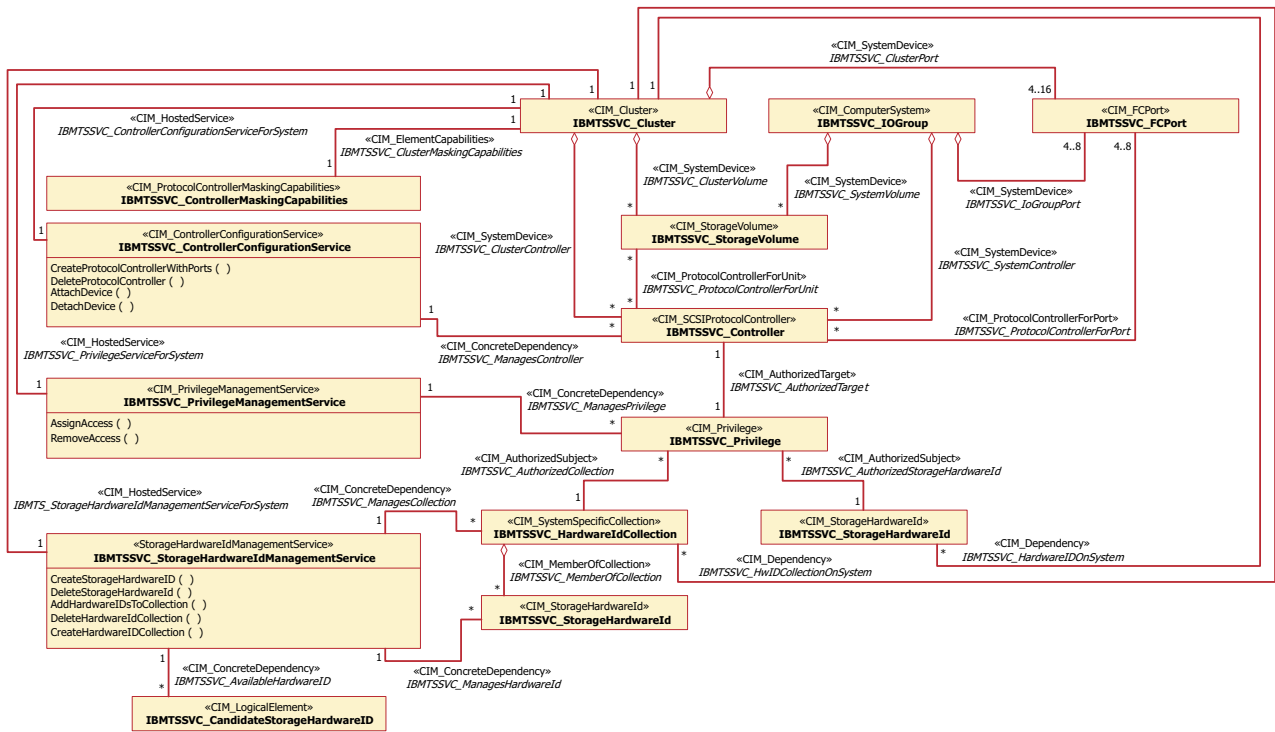 «CIM_SystemDevice»
IBMTSSVC_ClusterPort
1
1
1
1
4..16
1
1
«CIM_Cluster»
IBMTSSVC_Cluster
«CIM_ComputerSystem»
IBMTSSVC_IOGroup
«CIM_FCPort»
IBMTSSVC_FCPort
«CIM_HostedService»
IBMTSSVC_ControllerConfigurationServiceForSystem
«CIM_ElementCapabilities»
IBMTSSVC_ClusterMaskingCapabilities
1
4..8
4..8
«CIM_SystemDevice»
IBMTSSVC_ClusterVolume
«CIM_SystemDevice»
IBMTSSVC_SystemVolume
«CIM_SystemDevice»
IBMTSSVC_IoGroupPort
«CIM_ProtocolControllerMaskingCapabilities»
IBMTSSVC_ControllerMaskingCapabilities
*
*
«CIM_StorageVolume»
IBMTSSVC_StorageVolume
1
«CIM_ControllerConfigurationService»
IBMTSSVC_ControllerConfigurationService
CreateProtocolControllerWithPorts ( )
DeleteProtocolController ( )
AttachDevice ( )
DetachDevice ( )
«CIM_SystemDevice»
IBMTSSVC_ClusterController
*
«CIM_SystemDevice»
IBMTSSVC_SystemController
«CIM_ProtocolControllerForUnit»
IBMTSSVC_ProtocolControllerForUnit
*
1
*
*
*
*
«CIM_SCSIProtocolController»
IBMTSSVC_Controller
«CIM_ProtocolControllerForPort»
IBMTSSVC_ProtocolControllerForPort
«CIM_ConcreteDependency»
IBMTSSVC_ManagesController
«CIM_HostedService»
IBMTSSVC_PrivilegeServiceForSystem
1
«CIM_AuthorizedTarget»
IBMTSSVC_AuthorizedTarget
1
1
«CIM_PrivilegeManagementService»
IBMTSSVC_PrivilegeManagementService
AssignAccess ( )
RemoveAccess ( )
1
«CIM_ConcreteDependency»
IBMTSSVC_ManagesPrivilege
*
«CIM_Privilege»
IBMTSSVC_Privilege
«CIM_AuthorizedSubject»
IBMTSSVC_AuthorizedCollection
*
*
«CIM_AuthorizedSubject»
IBMTSSVC_AuthorizedStorageHardwareId
«CIM_HostedService»
IBMTS_StorageHardwareIdManagementServiceForSystem
«CIM_ConcreteDependency»
IBMTSSVC_ManagesCollection
1
1
1
*
«CIM_SystemSpecificCollection»
IBMTSSVC_HardwareIdCollection
«CIM_StorageHardwareId»
IBMTSSVC_StorageHardwareId
1
«StorageHardwareIdManagementService»
IBMTSSVC_StorageHardwareIdManagementService
CreateStorageHardwareID ( )
DeleteStorageHardwareId ( )
AddHardwareIDsToCollection ( )
DeleteHardwareIdCollection ( )
CreateHardwareIDCollection ( )
*
«CIM_Dependency»
IBMTSSVC_HwIDCollectionOnSystem
*
«CIM_Dependency»
IBMTSSVC_HardwareIDOnSystem
«CIM_MemberOfCollection»
IBMTSSVC_MemberOfCollection
*
*
«CIM_StorageHardwareId»
IBMTSSVC_StorageHardwareId
1
1
«CIM_ConcreteDependency»
IBMTSSVC_AvailableHardwareID
«CIM_ConcreteDependency»
IBMTSSVC_ManagesHardwareId
*
«CIM_LogicalElement»
IBMTSSVC_CandidateStorageHardwareID